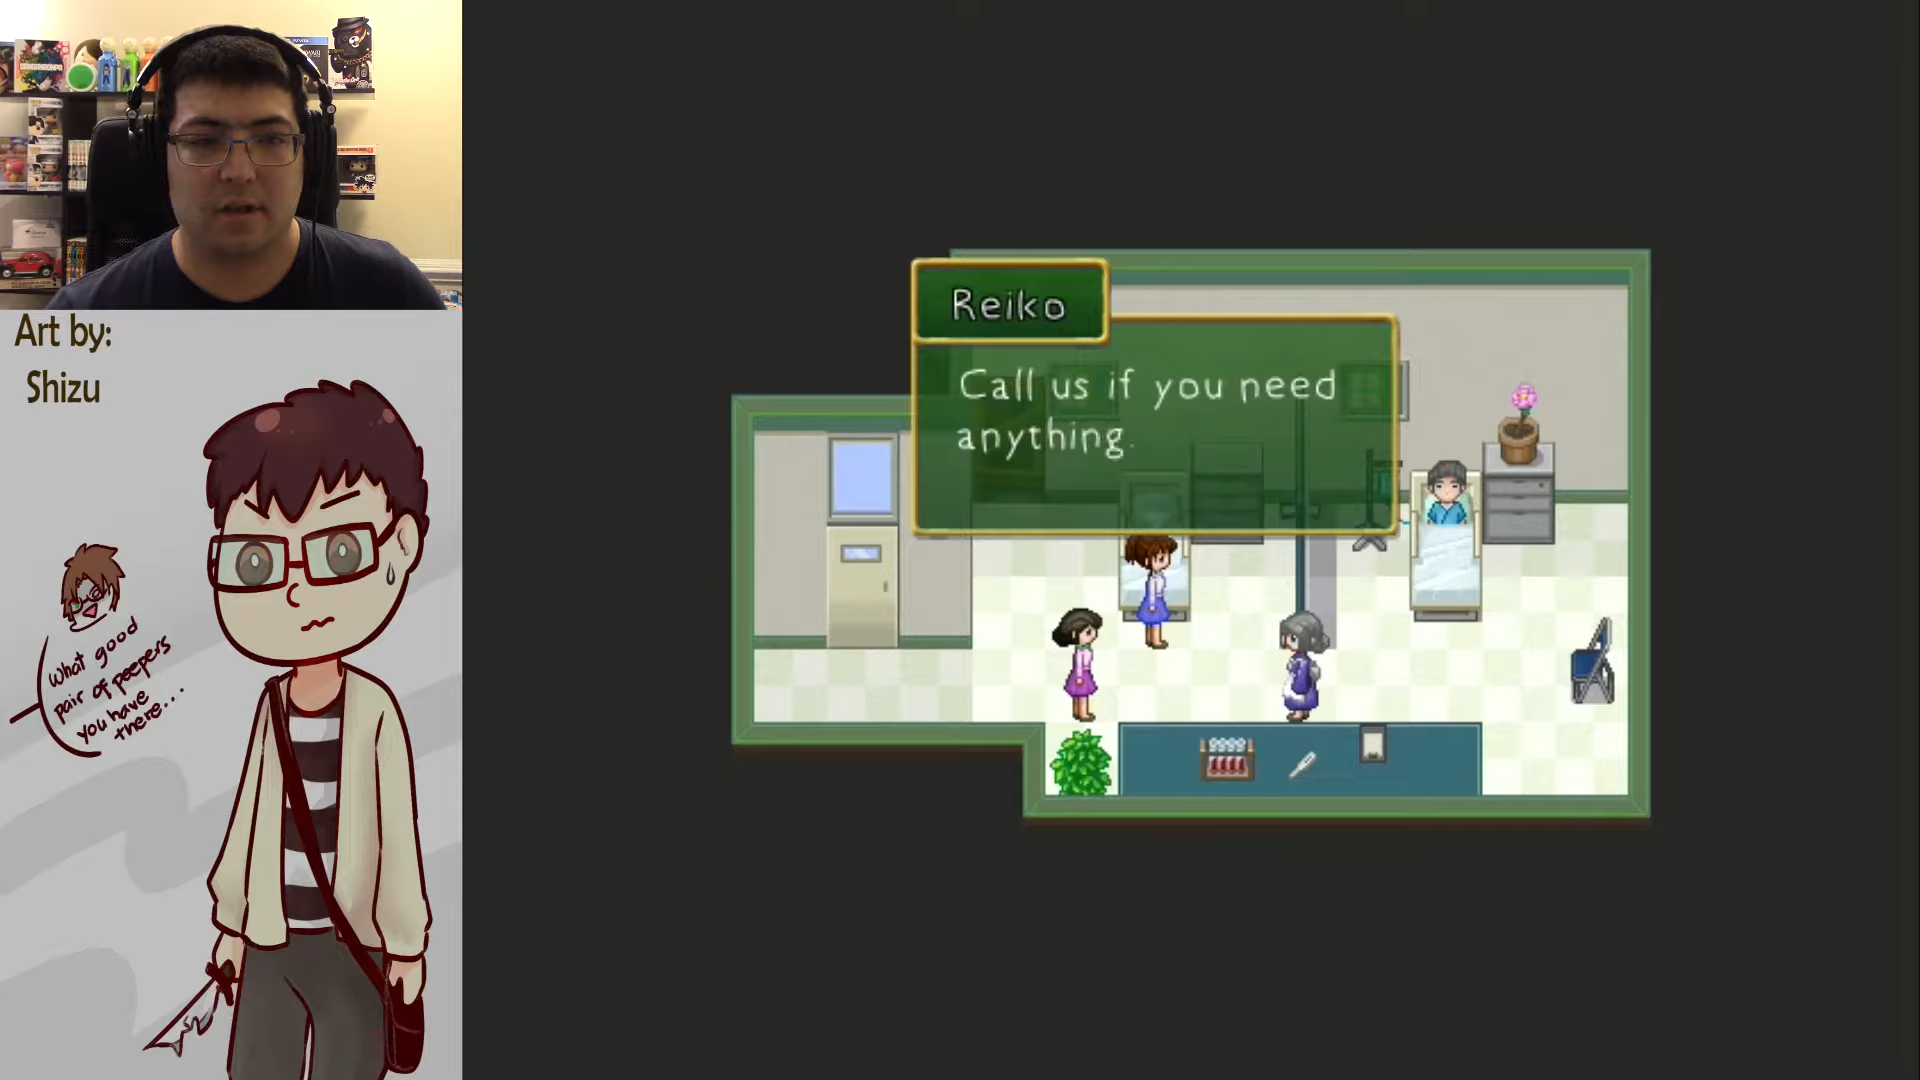 Art by:
Shizu
What good
pair of peepers
you have
there...
Reiko
Call us if you need
anything.